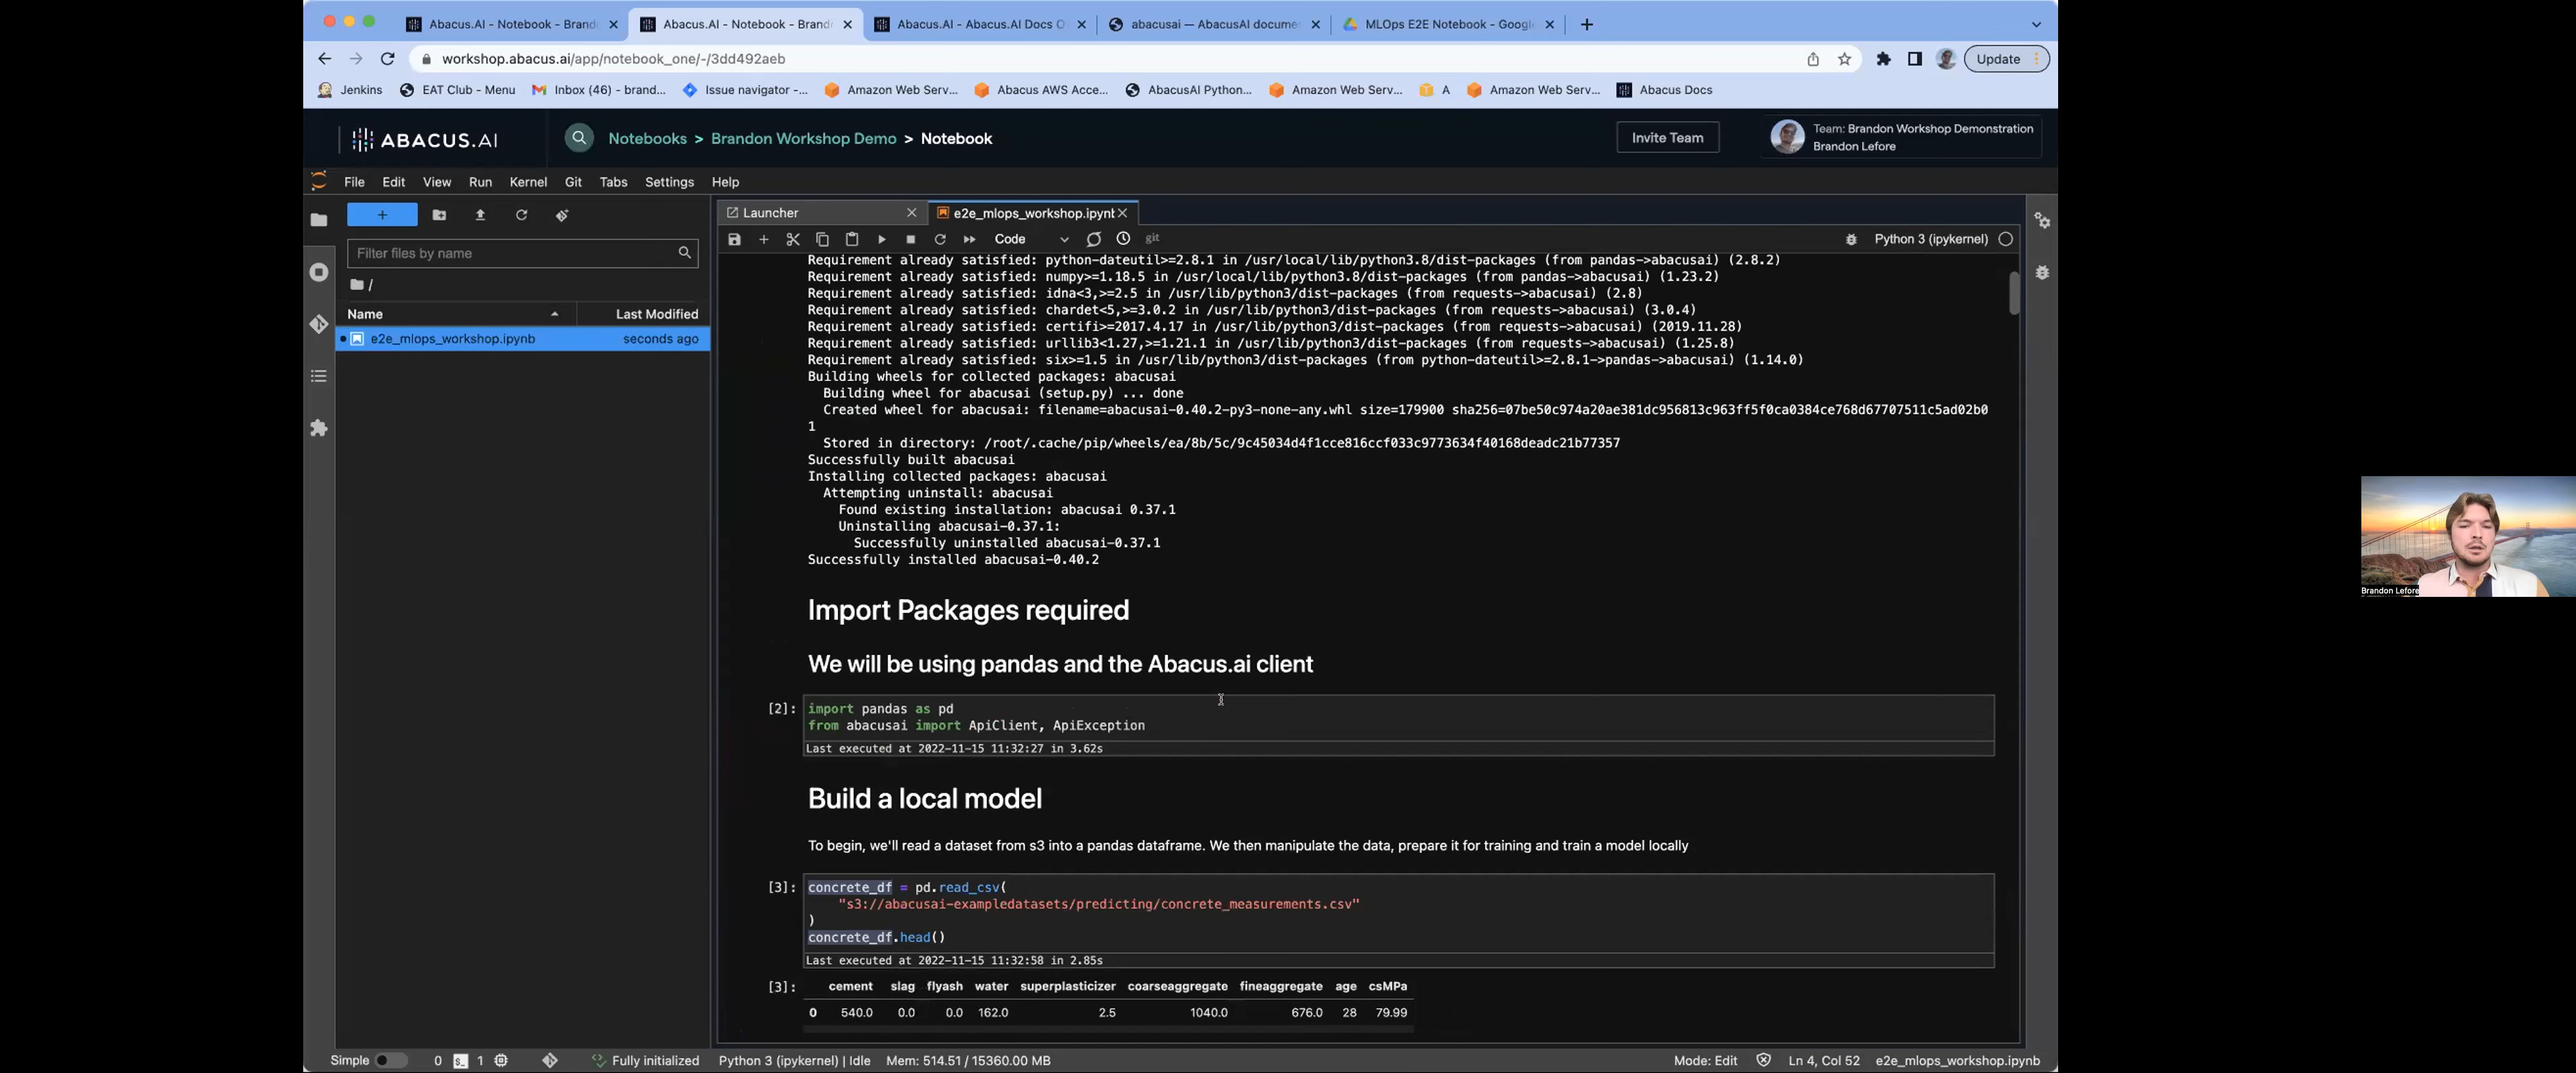 Abacus.AI - Notebook - Brand
Abacus.AI - Notebook - Brand
Abacus.AI - Abacus.AI Docs O
abacusai — AbacusAI docume
MLOps E2E Notebook - Googl
workshop.abacus.ai/app/notebook_one/-/3dd492aeb
Update
Jenkins
EAT Club - Menu
Inbox (46) - brand...
Issue navigator -...
Amazon Web Serv...
Abacus AWS Acce...
AbacusAI Python...
Amazon Web Serv...
A
Amazon Web Serv...
Abacus Docs
ABACUS.AI
Notebooks > Brandon Workshop Demo > Notebook
Invite Team
Team: Brandon Workshop Demonstration
Brandon Lefore
File Edit View Run Kernel Git Tabs Settings Help
Launcher
e2e_mlops_workshop.ipynb
Code
git
Python 3 (ipykernel)
Filter files by name
/
Name
Last Modified
e2e_mlops_workshop.ipynb
seconds ago
Requirement already satisfied: python-dateutil>=2.8.1 in /usr/local/lib/python3.8/dist-packages (from pandas->abacusai) (2.8.2)
Requirement already satisfied: numpy>=1.18.5 in /usr/local/lib/python3.8/dist-packages (from pandas->abacusai) (1.23.2)
Requirement already satisfied: idna<3,>=2.5 in /usr/lib/python3/dist-packages (from requests->abacusai) (2.8)
Requirement already satisfied: chardet<5,>=3.0.2 in /usr/lib/python3/dist-packages (from requests->abacusai) (3.0.4)
Requirement already satisfied: certifi>=2017.4.17 in /usr/lib/python3/dist-packages (from requests->abacusai) (2019.11.28)
Requirement already satisfied: urllib3<1.27,>=1.21.1 in /usr/lib/python3/dist-packages (from requests->abacusai) (1.25.8)
Requirement already satisfied: six>=1.5 in /usr/lib/python3/dist-packages (from python-dateutil>=2.8.1->pandas->abacusai) (1.14.0)
Building wheels for collected packages: abacusai
Building wheel for abacusai (setup.py) ... done
Created wheel for abacusai: filename=abacusai-0.40.2-py3-none-any.whl size=179900 sha256=07be50c974a20ae381dc956813c963ff5f0ca0384ce768d67707511c5ad02b0
1
Stored in directory: /root/.cache/pip/wheels/ea/8b/5c/9c45034d4f1cce816ccf033c9773634f40168deadc21b77357
Successfully built abacusai
Installing collected packages: abacusai
Attempting uninstall: abacusai
Found existing installation: abacusai 0.37.1
Uninstalling abacusai-0.37.1:
Successfully uninstalled abacusai-0.37.1
Successfully installed abacusai-0.40.2
Import Packages required
We will be using pandas and the Abacus.ai client
[2]: import pandas as pd
from abacusai import ApiClient, ApiException
Last executed at 2022-11-15 11:32:27 in 3.62s
Build a local model
To begin, we'll read a dataset from s3 into a pandas dataframe. We then manipulate the data, prepare it for training and train a model locally
[3]: concrete_df = pd.read_csv(
"s3://abacusai-exampledatasets/predicting/concrete_measurements.csv"
)
concrete_df.head()
Last executed at 2022-11-15 11:32:58 in 2.85s
[3]: cement slag flyash water superplasticizer coarseaggregate fineaggregate age csMPa
0 540.0 0.0 0.0 162.0 2.5 1040.0 676.0 28 79.99
Simple
0
1
Fully initialized
Python 3 (ipykernel) | Idle
Mem: 514.51 / 15360.00 MB
Mode: Edit
Ln 4, Col 52
e2e_mlops_workshop.ipynb
Brandon Lefore